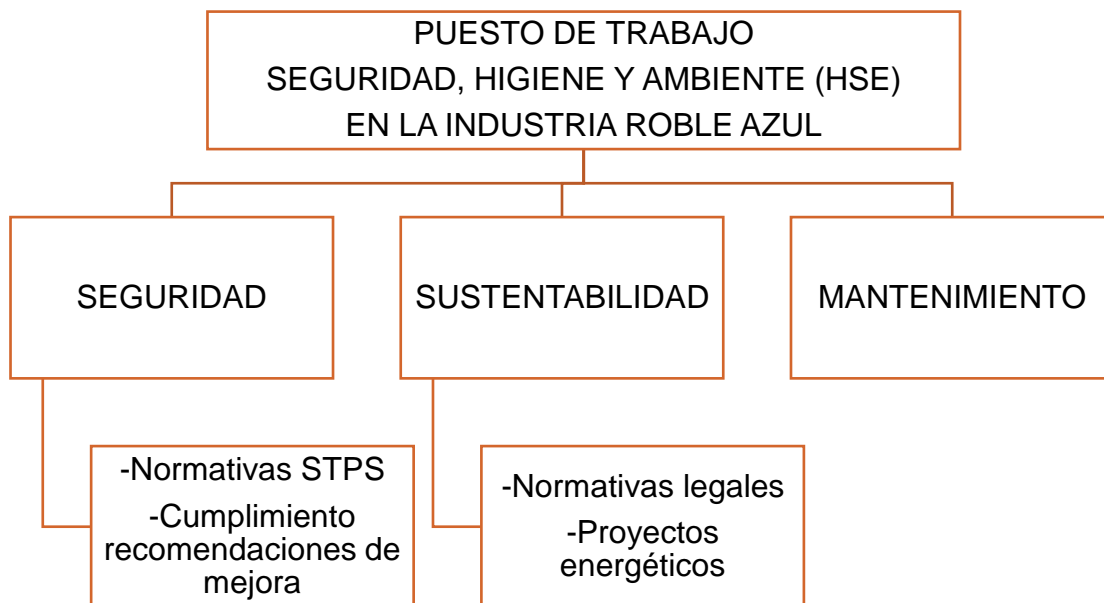 PUESTO DE TRABAJO
SEGURIDAD, HIGIENE Y AMBIENTE (HSE)
EN LA INDUSTRIA ROBLE AZUL
SEGURIDAD
SUSTENTABILIDAD
MANTENIMIENTO
-Normativas STPS
-Cumplimiento
recomendaciones de
mejora
-Normativas legales
-Proyectos
energéticos